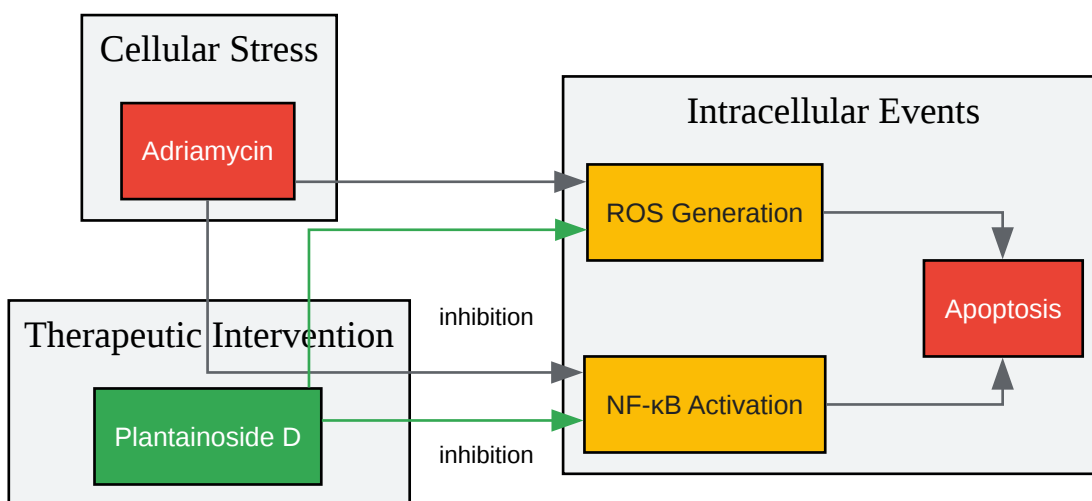 Cellular Stress
Adriamycin
Therapeutic Intervention
Plantainoside D
inhibition
inhibition
Intracellular Events
ROS Generation
NF-κB Activation
Apoptosis